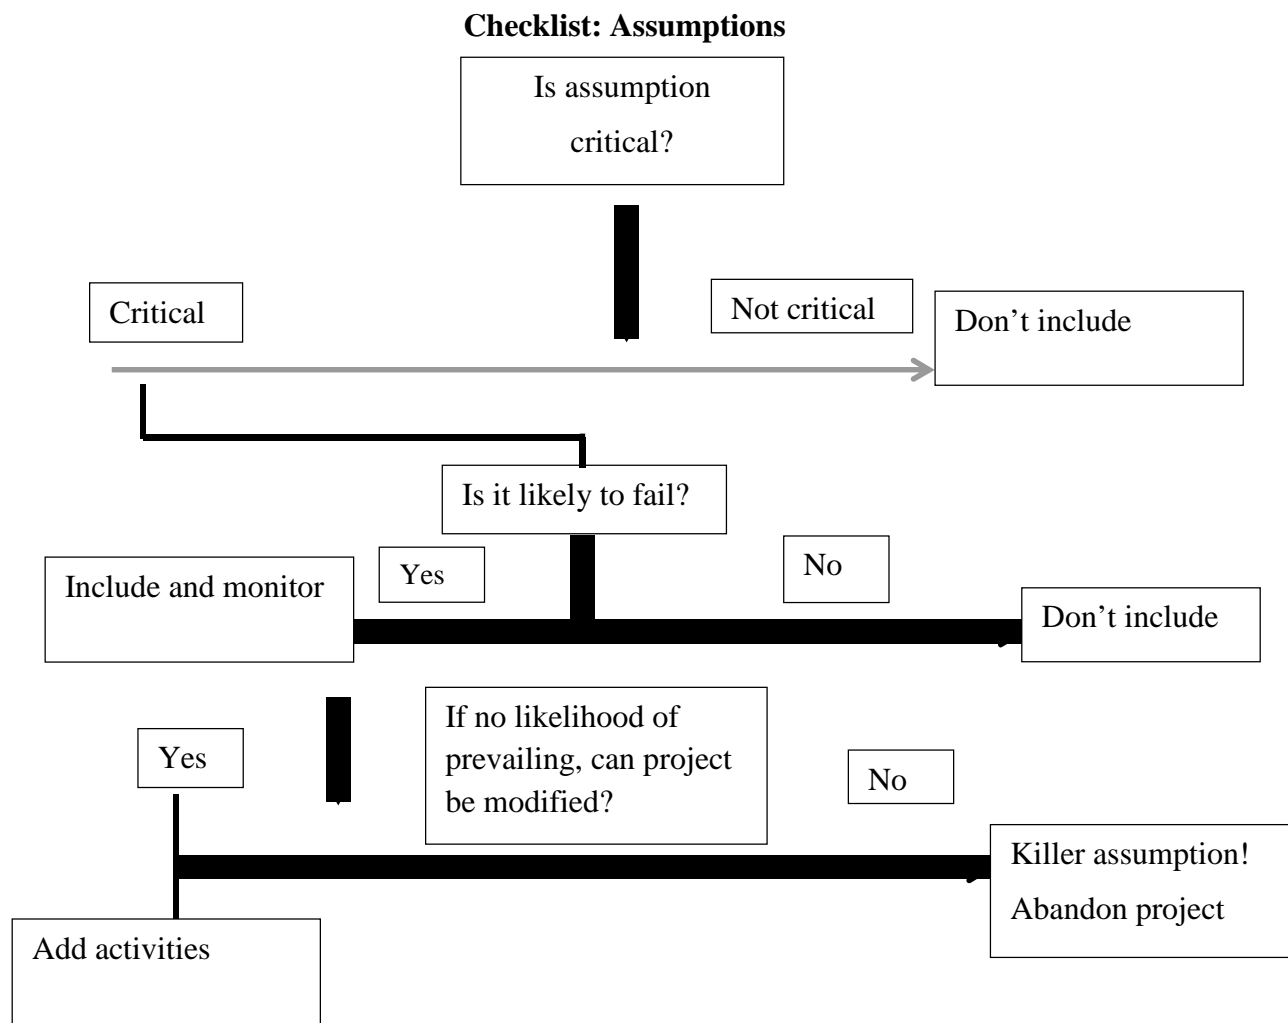 Checklist: Assumptions
Is assumption
critical?
Critical
Not critical
Don’t include
Is it likely to fail?
Include and monitor
Yes
No
Don’t include
If no likelihood of
prevailing, can project
be modified?
Yes
No
Killer assumption!
Abandon project
Add activities